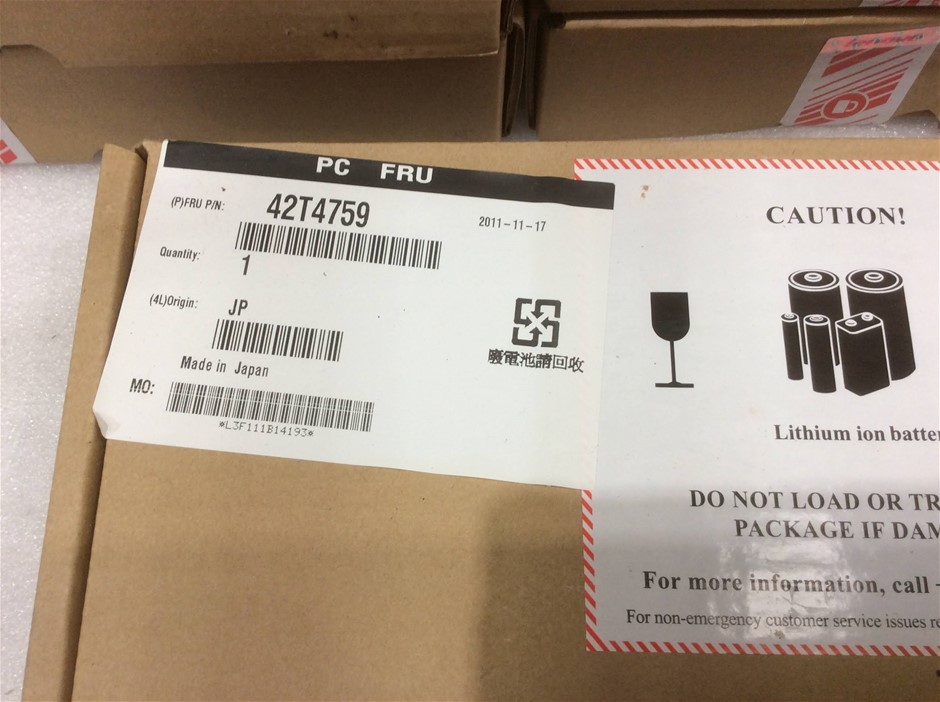 PC FRU
(P)FRU P/N: 42T4759
2011-11-17
Quantity: 1
(4L)Origin: JP
Made in Japan
廢電池請回收
MO:
*L3F111B14193*
CAUTION!
Lithium ion batte
DO NOT LOAD OR TR
PACKAGE IF DAM
For more information, call -
For non-emergency customer service issues re